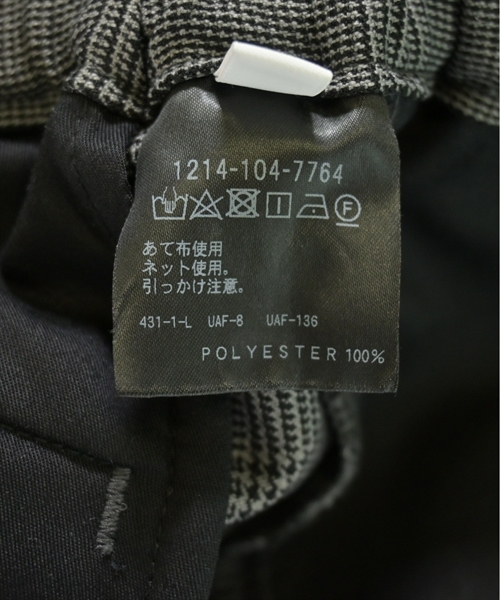 1214-104-7764
F
あて布使用
ネット使用。
引っかけ注意。
431-1-L UAF-8 UAF-136
POLYESTER 100%